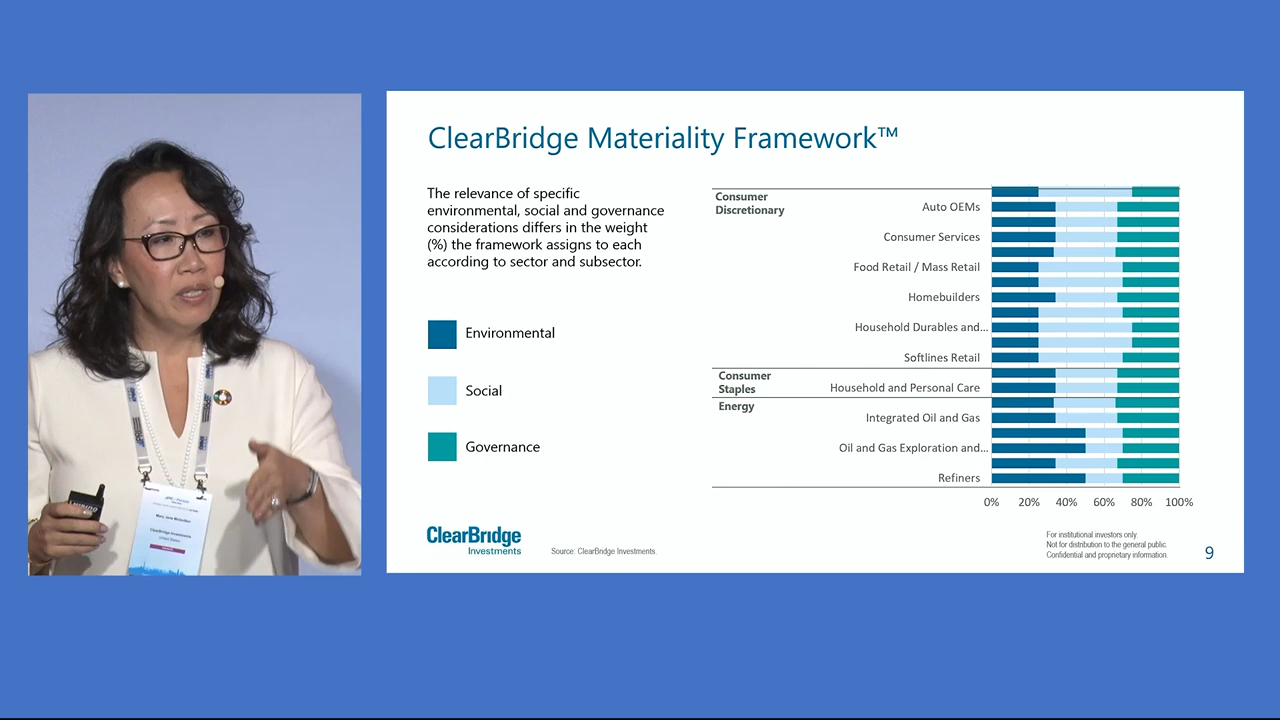 ClearBridge Materiality Framework™
The relevance of specific
environmental, social and governance
considerations differs in the weight
(%) the framework assigns to each
according to sector and subsector.
Environmental
Social
Governance
Consumer
Discretionary
Auto OEMs
Consumer Services
Food Retail / Mass Retail
Homebuilders
Household Durables and...
Softlines Retail
Consumer
Staples
Household and Personal Care
Energy
Integrated Oil and Gas
Oil and Gas Exploration and...
Refiners
0% 20% 40% 60% 80% 100%
ClearBridge
Investments
Source: ClearBridge Investments.
For institutional investors only.
Not for distribution to the general public.
Confidential and proprietary information.
9
ClearBridge Investments
United States